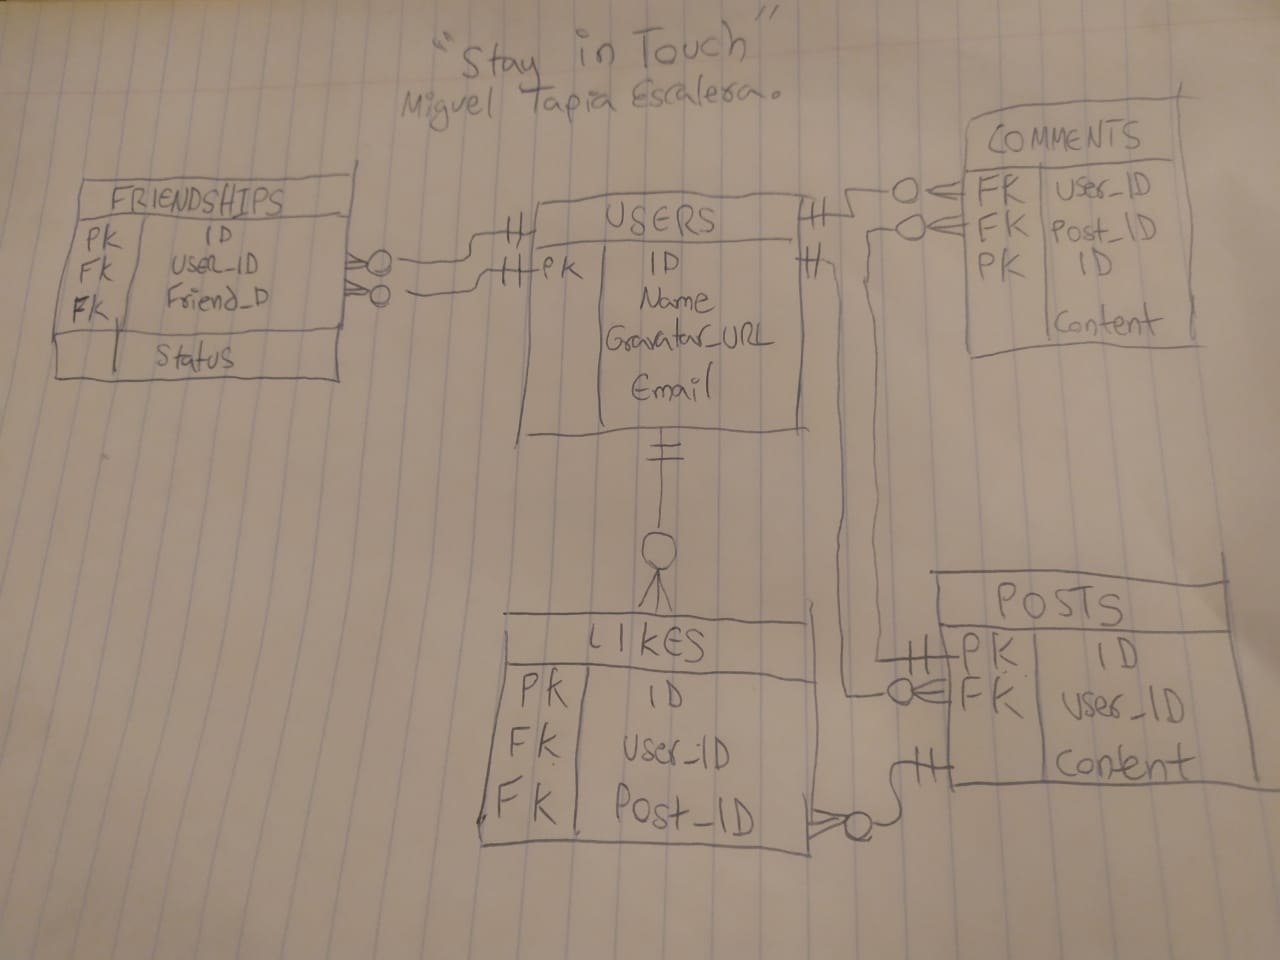 "Stay in Touch"
Miguel Tapia Escalera.
FRIENDSHIPS
PK ID
FK User_ID
FK Friend_D
Status
USERS
PK ID
Name
Gravatar_URL
Email
COMMENTS
FK User_ID
FK Post_ID
PK ID
Content
LIKES
PK ID
FK User_ID
FK Post_ID
POSTS
PK ID
FK User_ID
Content